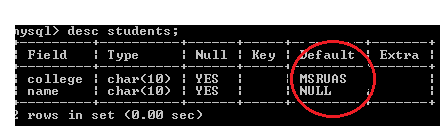 mysql> desc students;
+---------+----------+------+-----+---------+-------+
| Field | Type | Null | Key | Default | Extra |
+---------+----------+------+-----+---------+-------+
| college | char(10) | YES | | MSRUAS | |
| name | char(10) | YES | | NULL | |
+---------+----------+------+-----+---------+-------+
2 rows in set (0.00 sec)